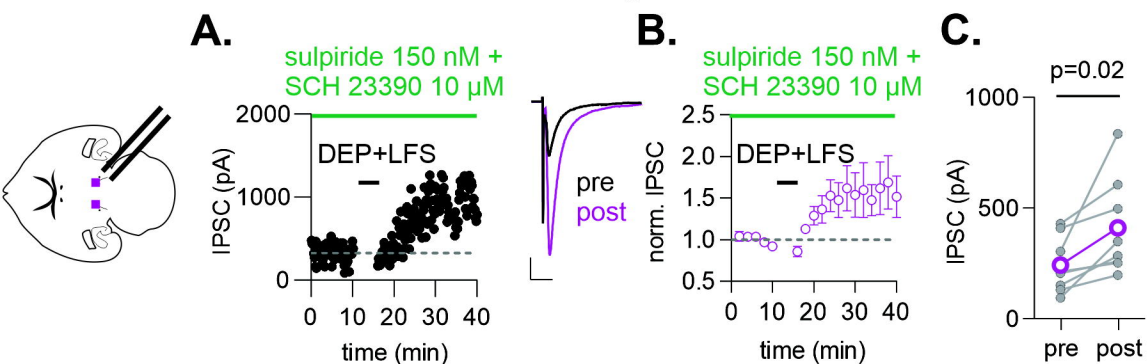 A.
sulpiride 150 nM +
SCH 23390 10 µM
2000
1000
0
IPSC (pA)
DEP+LFS
0 10 20 30 40
time (min)
pre
post
B.
sulpiride 150 nM +
SCH 23390 10 µM
2.5
2.0
1.5
1.0
0.5
norm. IPSC
DEP+LFS
0 10 20 30 40
time (min)
C.
p=0.02
1000
500
0
IPSC (pA)
pre post